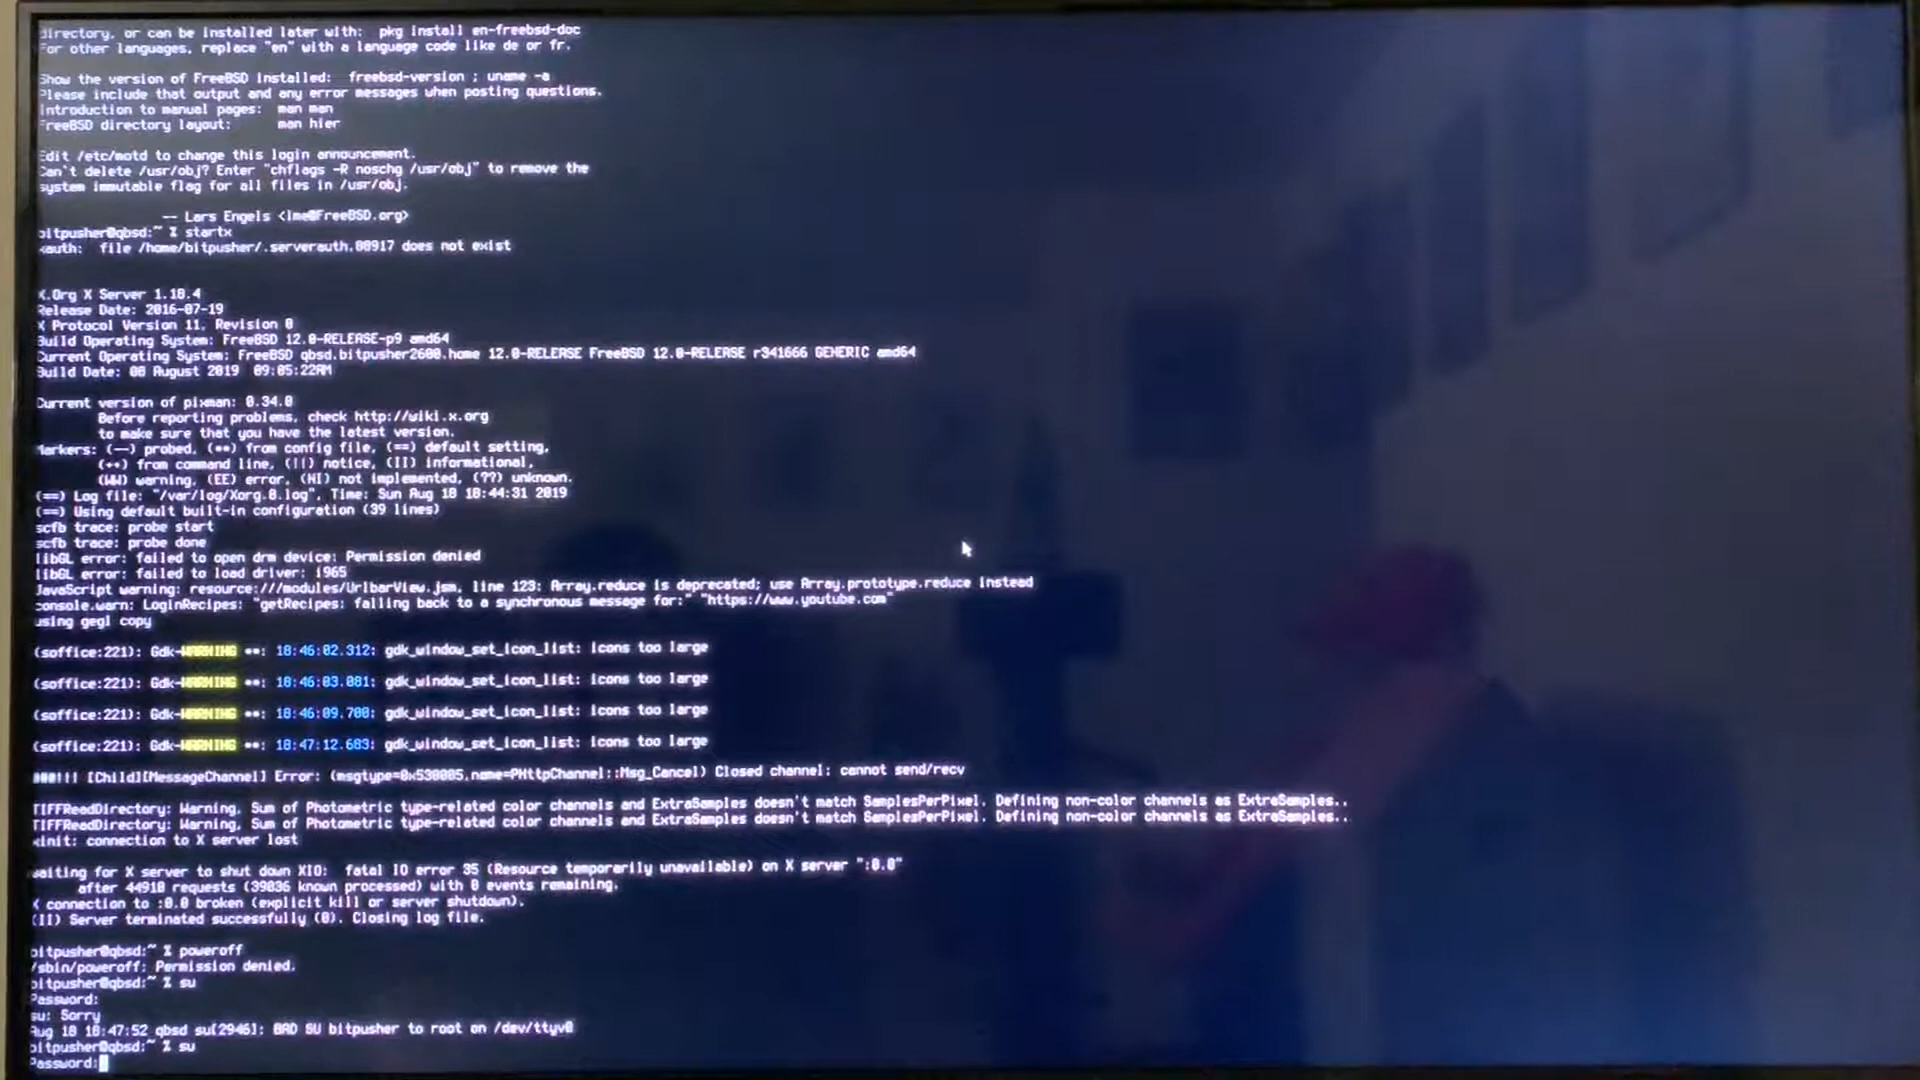 directory, or can be installed later with:  pkg install en-freebsd-doc
For other languages, replace "en" with a language code like de or fr.
Show the version of FreeBSD installed:  freebsd-version ; uname -a
Please include that output and any error messages when posting questions.
Introduction to manual pages:  man man
FreeBSD directory layout:      man hier
Edit /etc/motd to change this login announcement.
Can't delete /usr/obj? Enter "chflags -R noschg /usr/obj" to remove the
system immutable flag for all files in /usr/obj.
-- Lars Engels <lme@FreeBSD.org>
bitpusher@qbsd:~ % startx
xauth:  file /home/bitpusher/.serverauth.80917 does not exist
X.Org X Server 1.18.4
Release Date: 2016-07-19
X Protocol Version 11, Revision 0
Build Operating System: FreeBSD 12.0-RELEASE-p9 amd64
Current Operating System: FreeBSD qbsd.bitpusher2600.home 12.0-RELEASE FreeBSD 12.0-RELEASE r341666 GENERIC amd64
Build Date: 08 August 2019  09:05:22AM
Current version of pixman: 0.34.0
Before reporting problems, check http://wiki.x.org
to make sure that you have the latest version.
Markers: (--) probed, (**) from config file, (==) default setting,
(++) from command line, (!!) notice, (II) informational,
(WW) warning, (EE) error, (NI) not implemented, (??) unknown.
(==) Log file: "/var/log/Xorg.0.log", Time: Sun Aug 18 18:44:31 2019
(==) Using default built-in configuration (39 lines)
scfb trace: probe start
scfb trace: probe done
libGL error: failed to open drm device: Permission denied
libGL error: failed to load driver: i965
JavaScript warning: resource:///modules/UrlbarView.jsm, line 123: Array.reduce is deprecated; use Array.prototype.reduce instead
console.warn: LoginRecipes: "getRecipes: falling back to a synchronous message for:" "https://www.youtube.com"
using gegl copy
(soffice:221): Gdk-WARNING **: 18:46:02.312: gdk_window_set_icon_list: icons too large
(soffice:221): Gdk-WARNING **: 18:46:03.081: gdk_window_set_icon_list: icons too large
(soffice:221): Gdk-WARNING **: 18:46:09.780: gdk_window_set_icon_list: icons too large
(soffice:221): Gdk-WARNING **: 18:47:12.683: gdk_window_set_icon_list: icons too large
###!!! [Child][MessageChannel] Error: (msgtype=0x530005,name=PHttpChannel::Msg_Cancel) Closed channel: cannot send/recv
TIFFReadDirectory: Warning, Sum of Photometric type-related color channels and ExtraSamples doesn't match SamplesPerPixel. Defining non-color channels as ExtraSamples..
TIFFReadDirectory: Warning, Sum of Photometric type-related color channels and ExtraSamples doesn't match SamplesPerPixel. Defining non-color channels as ExtraSamples..
xinit: connection to X server lost
waiting for X server to shut down XIO:  fatal IO error 35 (Resource temporarily unavailable) on X server ":0.0"
after 44910 requests (39036 known processed) with 0 events remaining.
X connection to :0.0 broken (explicit kill or server shutdown).
(II) Server terminated successfully (0). Closing log file.
bitpusher@qbsd:~ % poweroff
/sbin/poweroff: Permission denied.
bitpusher@qbsd:~ % su
Password:
su: Sorry
Aug 18 18:47:52 qbsd su[2946]: BAD SU bitpusher to root on /dev/ttyv0
bitpusher@qbsd:~ % su
Password: